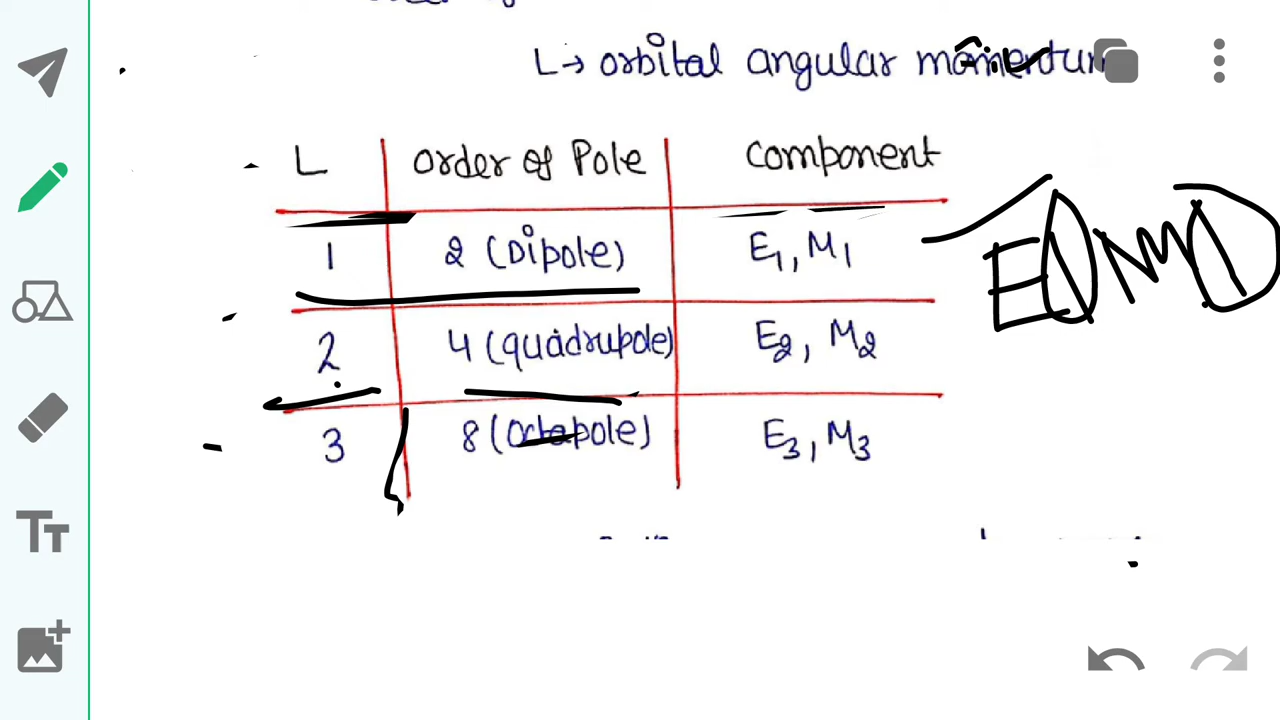 L→ orbital angular momentum
L order of Pole component
1 2 (Dipole) E1, M1
EDMD
2 4 (quadrupole) E2, M2
3 8 (Octapole) E3, M3
TT